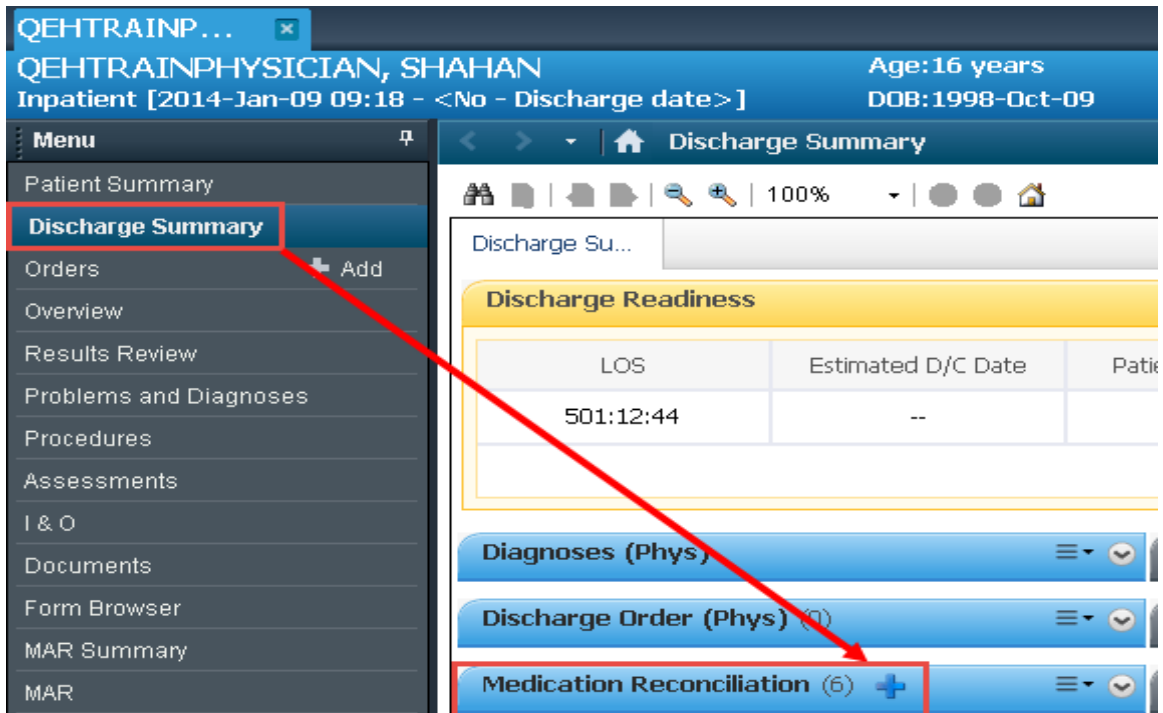 QEHTRAINP...
QEHTRAINPHYSICIAN, SHAHAN
Age:16 years
Inpatient [2014-Jan-09 09:18 - <No - Discharge date>]
DOB:1998-Oct-09
Menu
Patient Summary
Discharge Summary
Orders
Add
Overview
Results Review
Problems and Diagnoses
Procedures
Assessments
I & O
Documents
Form Browser
MAR Summary
MAR
Discharge Summary
100%
Discharge Su...
Discharge Readiness
LOS
Estimated D/C Date
501:12:44
--
Diagnoses (Phys)
Discharge Order (Phys) (0)
Medication Reconciliation (6)